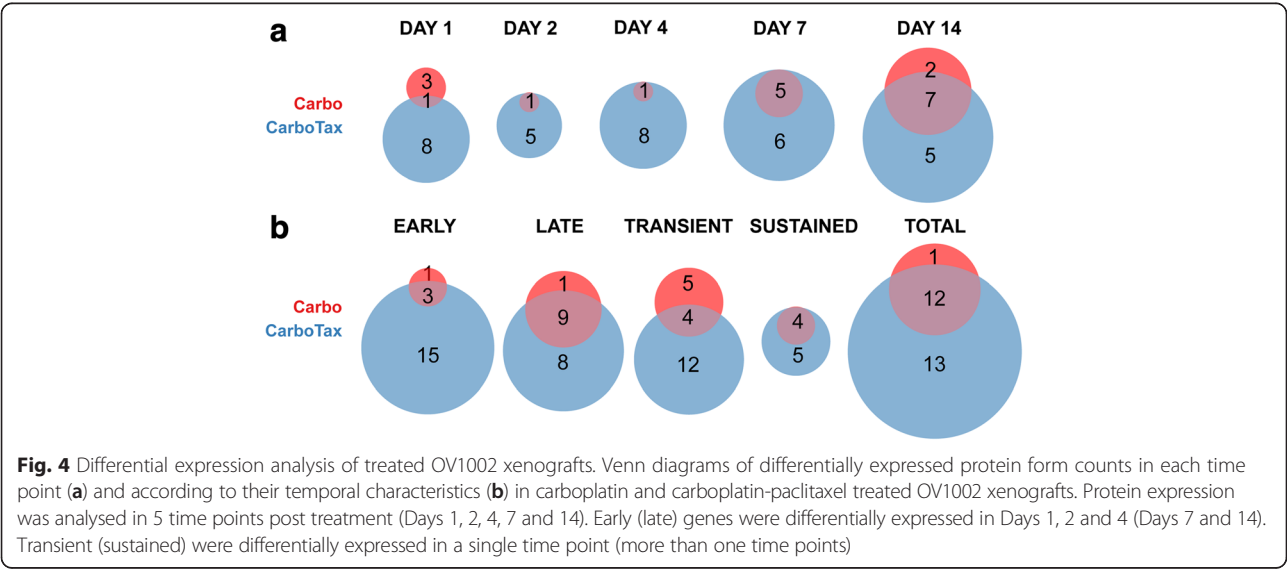 a
DAY 1 DAY 2 DAY 4 DAY 7 DAY 14
Carbo
CarboTax
3 1 8
1 5
1 8
5 6
2 7 5
b
EARLY LATE TRANSIENT SUSTAINED TOTAL
Carbo
CarboTax
1 3 15
1 9 8
5 4 12
4 5
1 12 13
Fig. 4 Differential expression analysis of treated OV1002 xenografts. Venn diagrams of differentially expressed protein form counts in each time
point (a) and according to their temporal characteristics (b) in carboplatin and carboplatin-paclitaxel treated OV1002 xenografts. Protein expression
was analysed in 5 time points post treatment (Days 1, 2, 4, 7 and 14). Early (late) genes were differentially expressed in Days 1, 2 and 4 (Days 7 and 14).
Transient (sustained) were differentially expressed in a single time point (more than one time points)